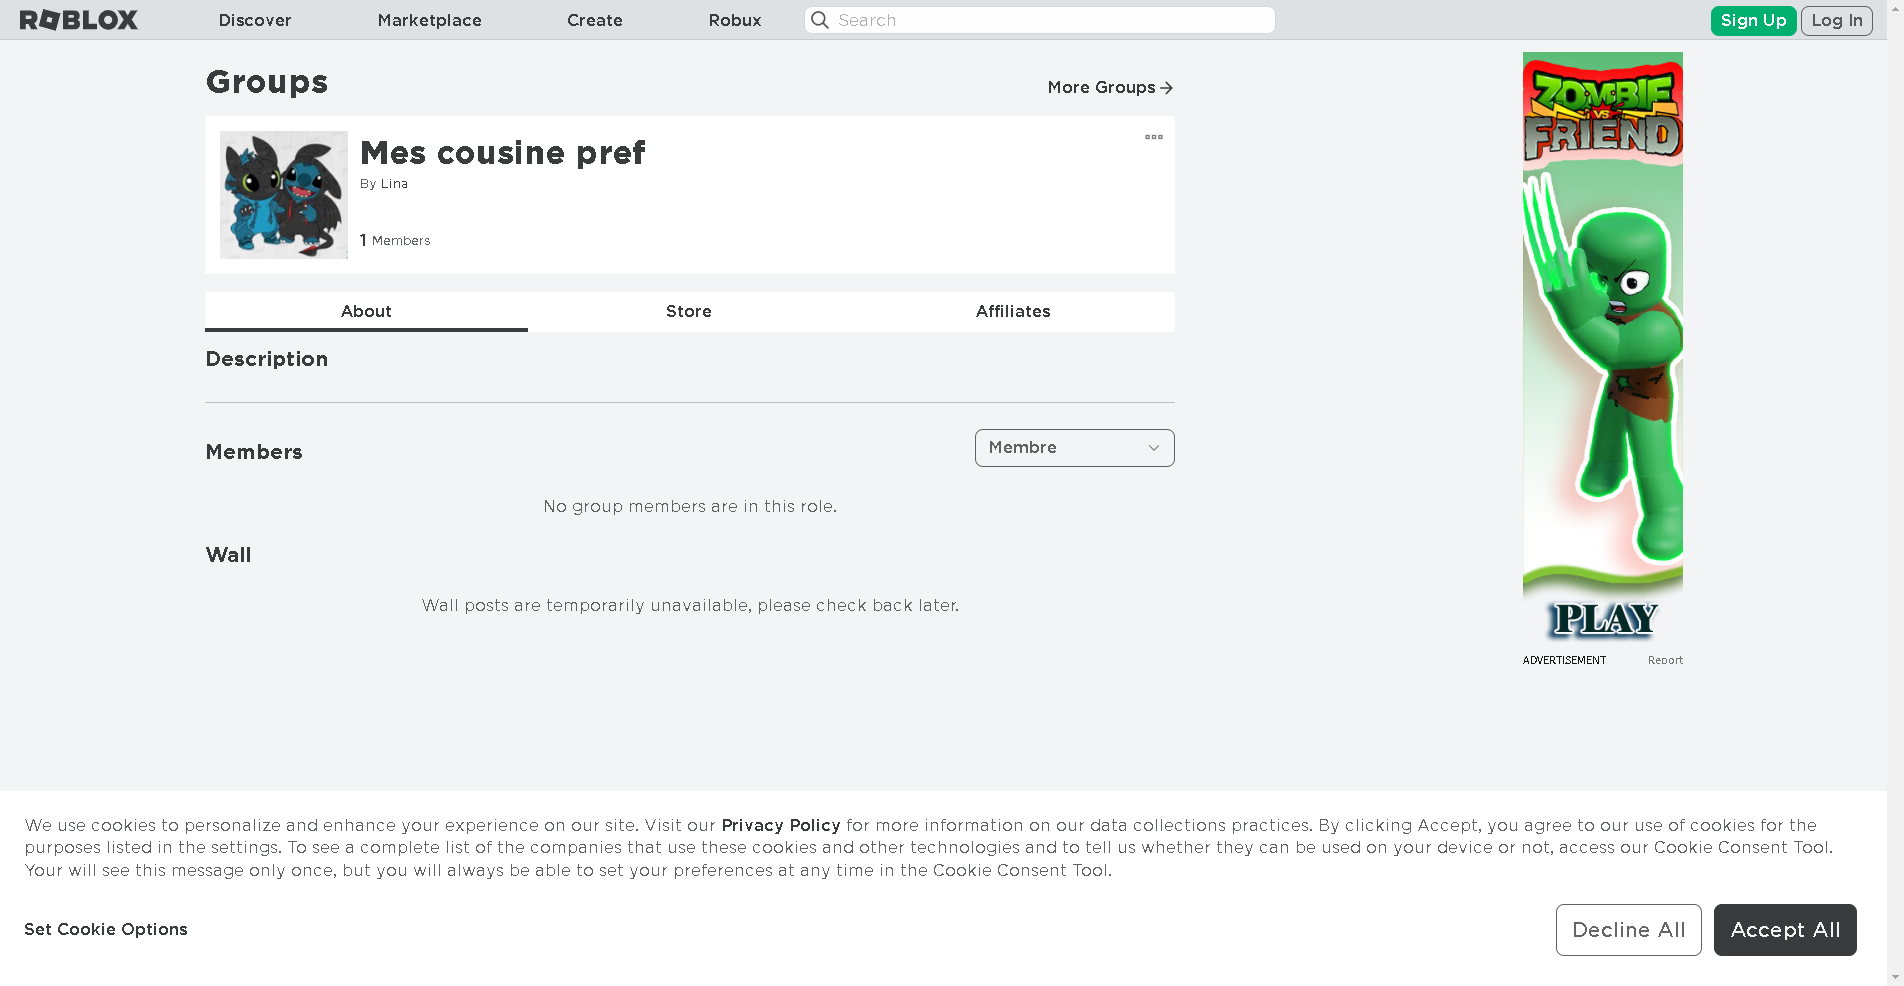 ROBLOX
Discover
Marketplace
Create
Robux
Search
Sign Up
Log In
Groups
More Groups
Mes cousine pref
By Lina
1 Members
About
Store
Affiliates
Description
Members
Membre
No group members are in this role.
Wall
Wall posts are temporarily unavailable, please check back later.
ZOMBIE
VS
FRIEND
PLAY
ADVERTISEMENT
Report
We use cookies to personalize and enhance your experience on our site. Visit our Privacy Policy for more information on our data collections practices. By clicking Accept, you agree to our use of cookies for the
purposes listed in the settings. To see a complete list of the companies that use these cookies and other technologies and to tell us whether they can be used on your device or not, access our Cookie Consent Tool.
Your will see this message only once, but you will always be able to set your preferences at any time in the Cookie Consent Tool.
Set Cookie Options
Decline All
Accept All